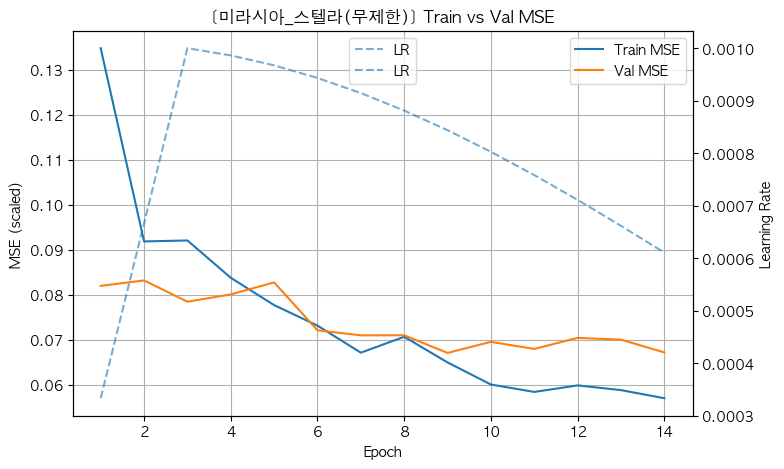 〔미라시아_스텔라(무제한)〕 Train vs Val MSE
LR
LR
Train MSE
Val MSE
MSE (scaled)
0.13
0.12
0.11
0.10
0.09
0.08
0.07
0.06
0.0010
0.0009
0.0008
0.0007
0.0006
0.0005
0.0004
0.0003
Learning Rate
2 4 6 8 10 12 14
Epoch